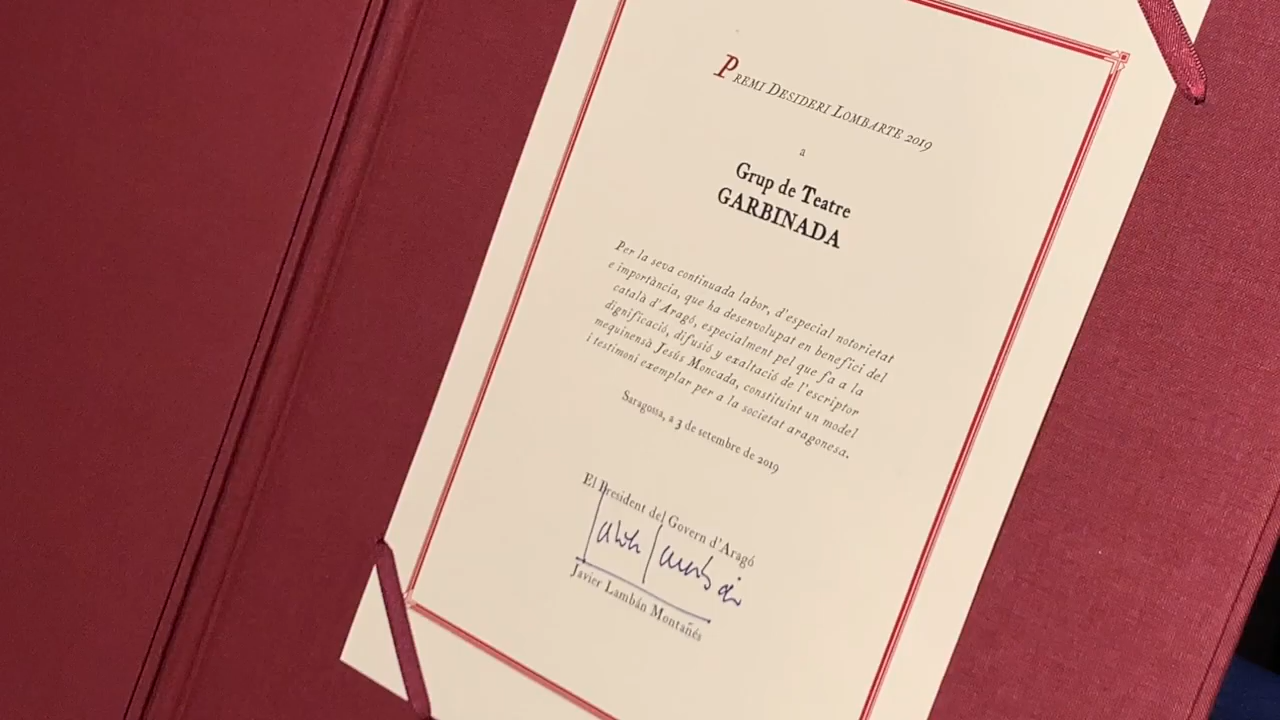 PREMI DESIDERI LOMBARTE 2019
a
Grup de Teatre
GARBINADA
Per la seva continuada labor, d'especial notorietat
e importància, que ha desenvolupat en benefici del
català d'Aragó, especialment pel que fa a la
dignificació, difusió y exaltació de l'escriptor
mequinensà Jesús Moncada, constituint un model
i testimoni exemplar per a la societat aragonesa.
Saragossa, a 3 de setembre de 2019
El President del Govern d'Aragó
Javier Lambán Montañés